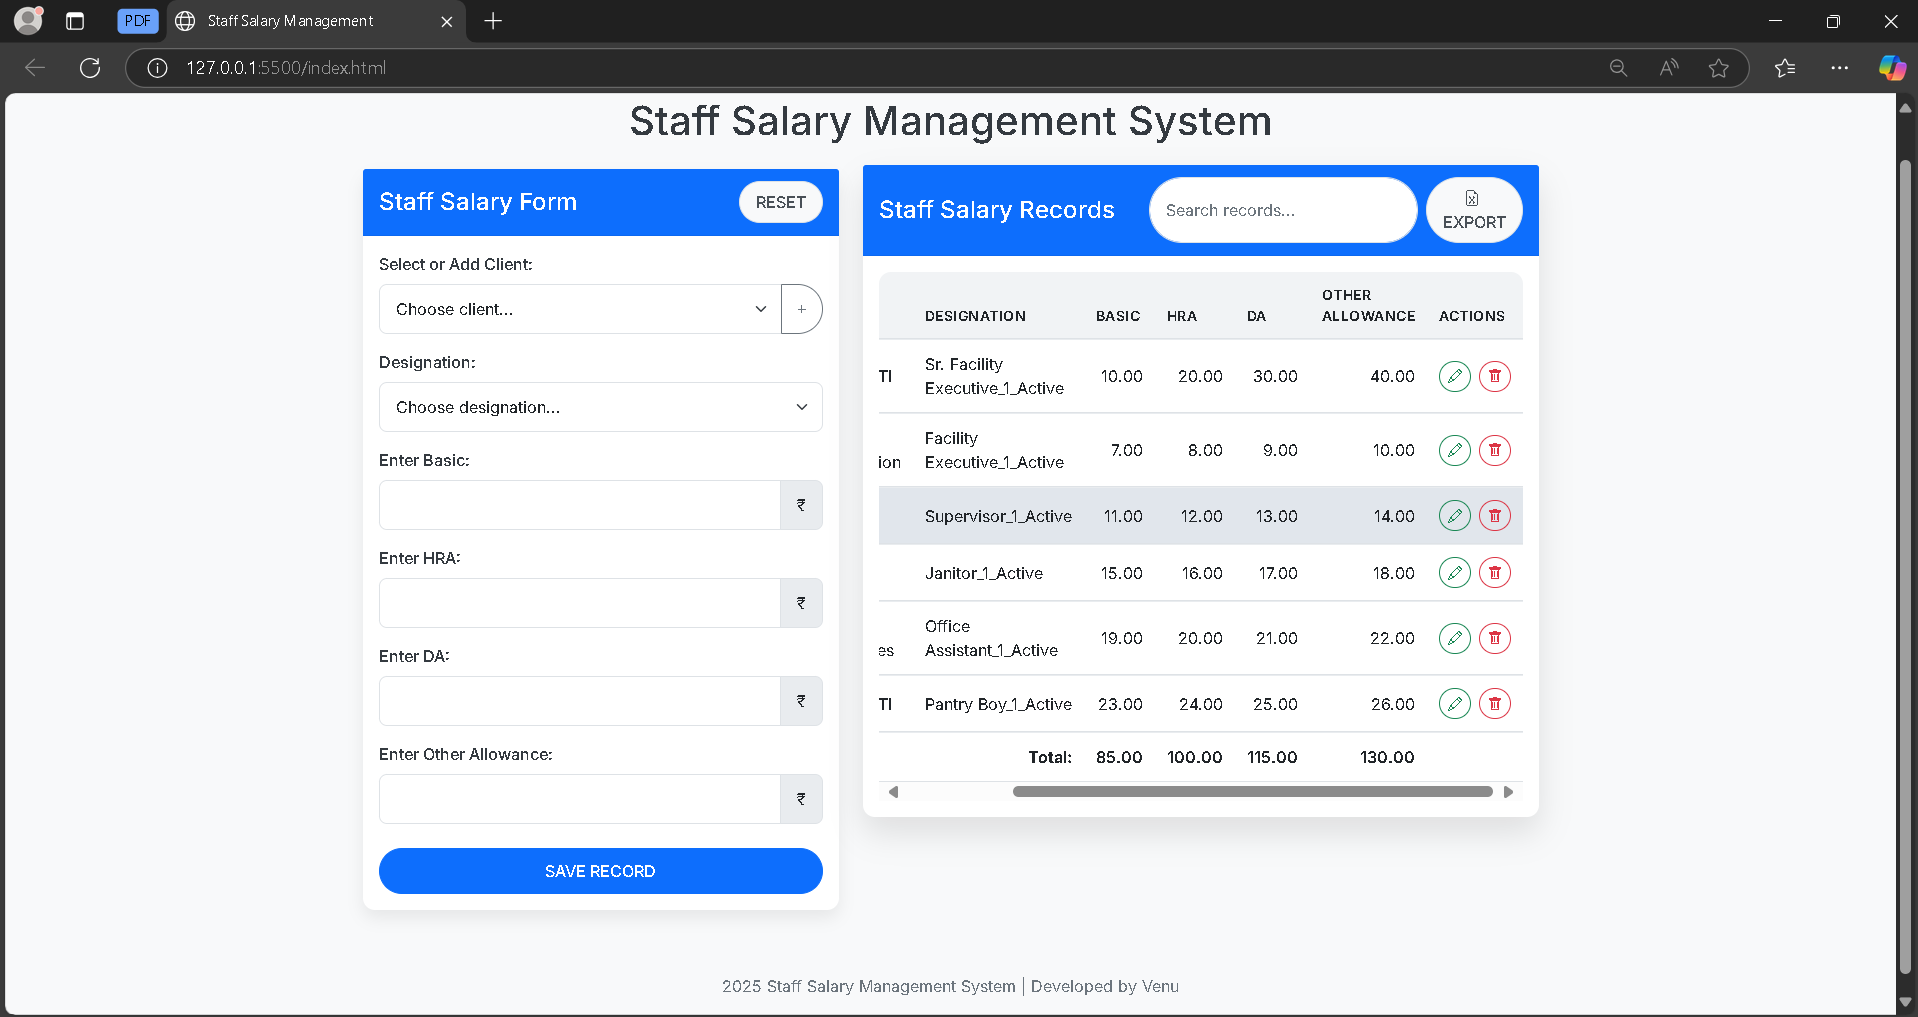 PDF
Staff Salary Management
127.0.0.1:5500/index.html
Staff Salary Management System
Staff Salary Form
RESET
Select or Add Client:
Choose client...
+
Designation:
Choose designation...
Enter Basic:
₹
Enter HRA:
₹
Enter DA:
₹
Enter Other Allowance:
₹
SAVE RECORD
Staff Salary Records
Search records...
EXPORT
DESIGNATION BASIC HRA DA OTHER ALLOWANCE ACTIONS
TI Sr. Facility
Executive_1_Active 10.00 20.00 30.00 40.00
Facility
ion Executive_1_Active 7.00 8.00 9.00 10.00
Supervisor_1_Active 11.00 12.00 13.00 14.00
Janitor_1_Active 15.00 16.00 17.00 18.00
Office
es Assistant_1_Active 19.00 20.00 21.00 22.00
TI Pantry Boy_1_Active 23.00 24.00 25.00 26.00
Total: 85.00 100.00 115.00 130.00
2025 Staff Salary Management System | Developed by Venu